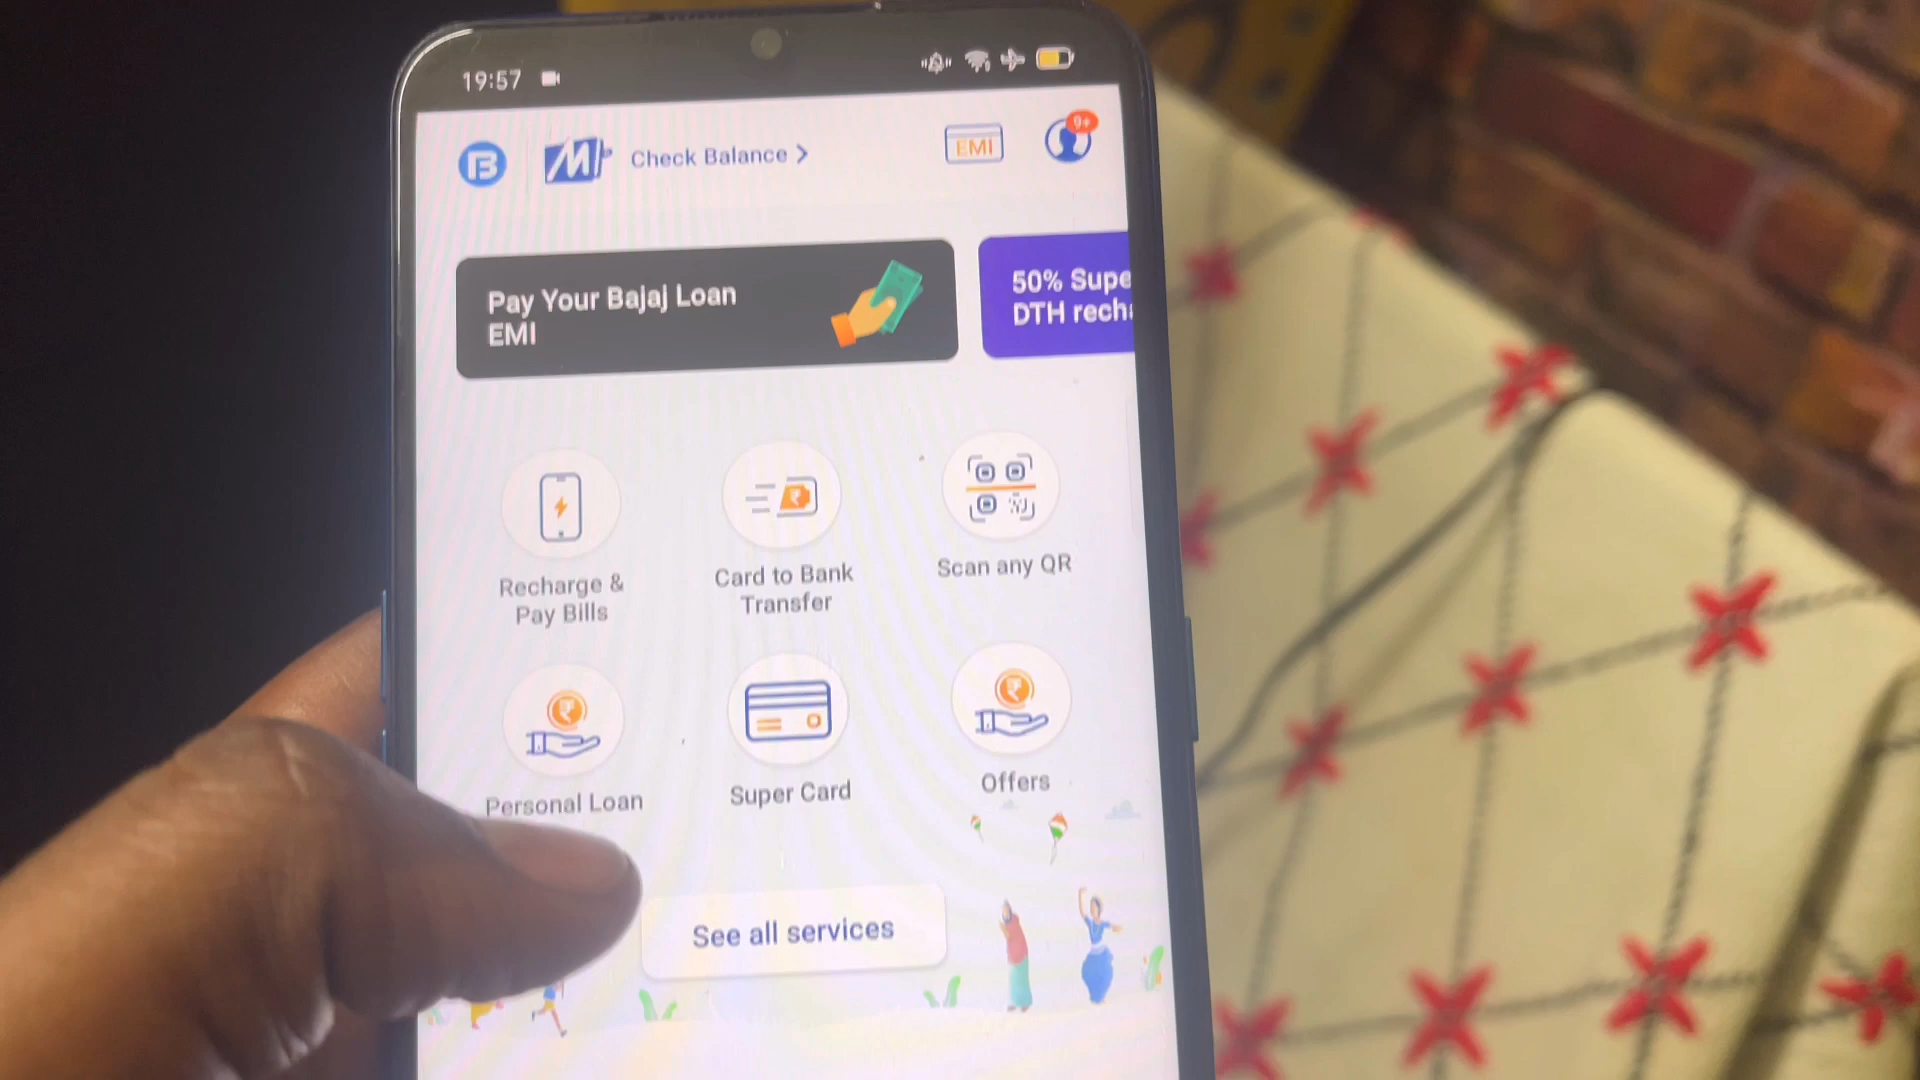 19:57
B
M
Check Balance >
EMI
9+
Pay Your Bajaj Loan
EMI
50% Supe
DTH rech
Recharge &
Pay Bills
Card to Bank
Transfer
Scan any QR
Personal Loan
Super Card
Offers
See all services